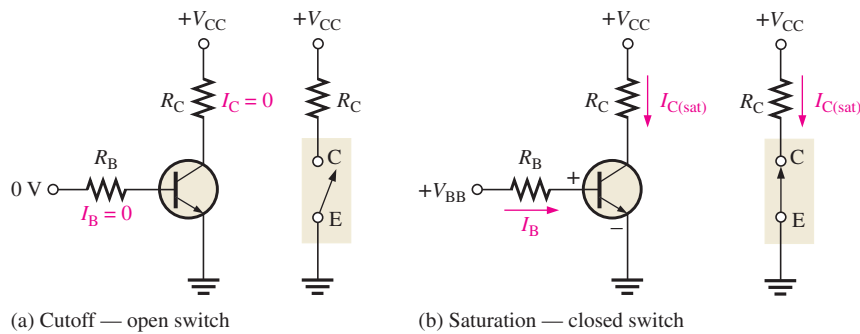 +V_CC
+V_CC
R_C I_C = 0
R_C
R_B
C
0 V
I_B = 0
E
(a) Cutoff — open switch
+V_CC
+V_CC
R_C
I_C(sat)
R_C
I_C(sat)
R_B
C
+V_BB
+
I_B
–
E
(b) Saturation — closed switch